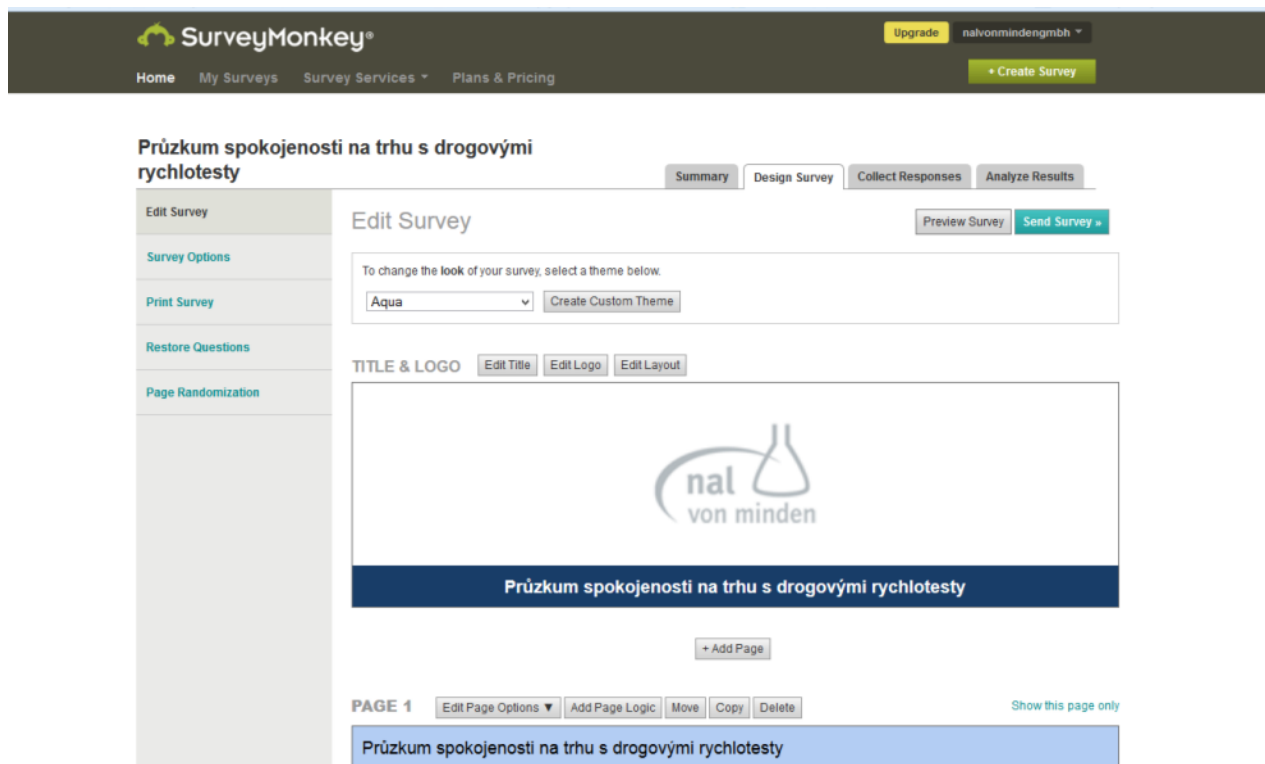 SurveyMonkey®
Upgrade nalvonmindengmbh
Home My Surveys Survey Services Plans & Pricing
+ Create Survey
Průzkum spokojenosti na trhu s drogovými
rychlotesty
Summary Design Survey Collect Responses Analyze Results
Edit Survey
Survey Options
Print Survey
Restore Questions
Page Randomization
Edit Survey
Preview Survey Send Survey »
To change the look of your survey, select a theme below.
Aqua Create Custom Theme
TITLE & LOGO Edit Title Edit Logo Edit Layout
nal
von minden
Průzkum spokojenosti na trhu s drogovými rychlotesty
+ Add Page
PAGE 1 Edit Page Options ▼ Add Page Logic Move Copy Delete Show this page only
Průzkum spokojenosti na trhu s drogovými rychlotesty